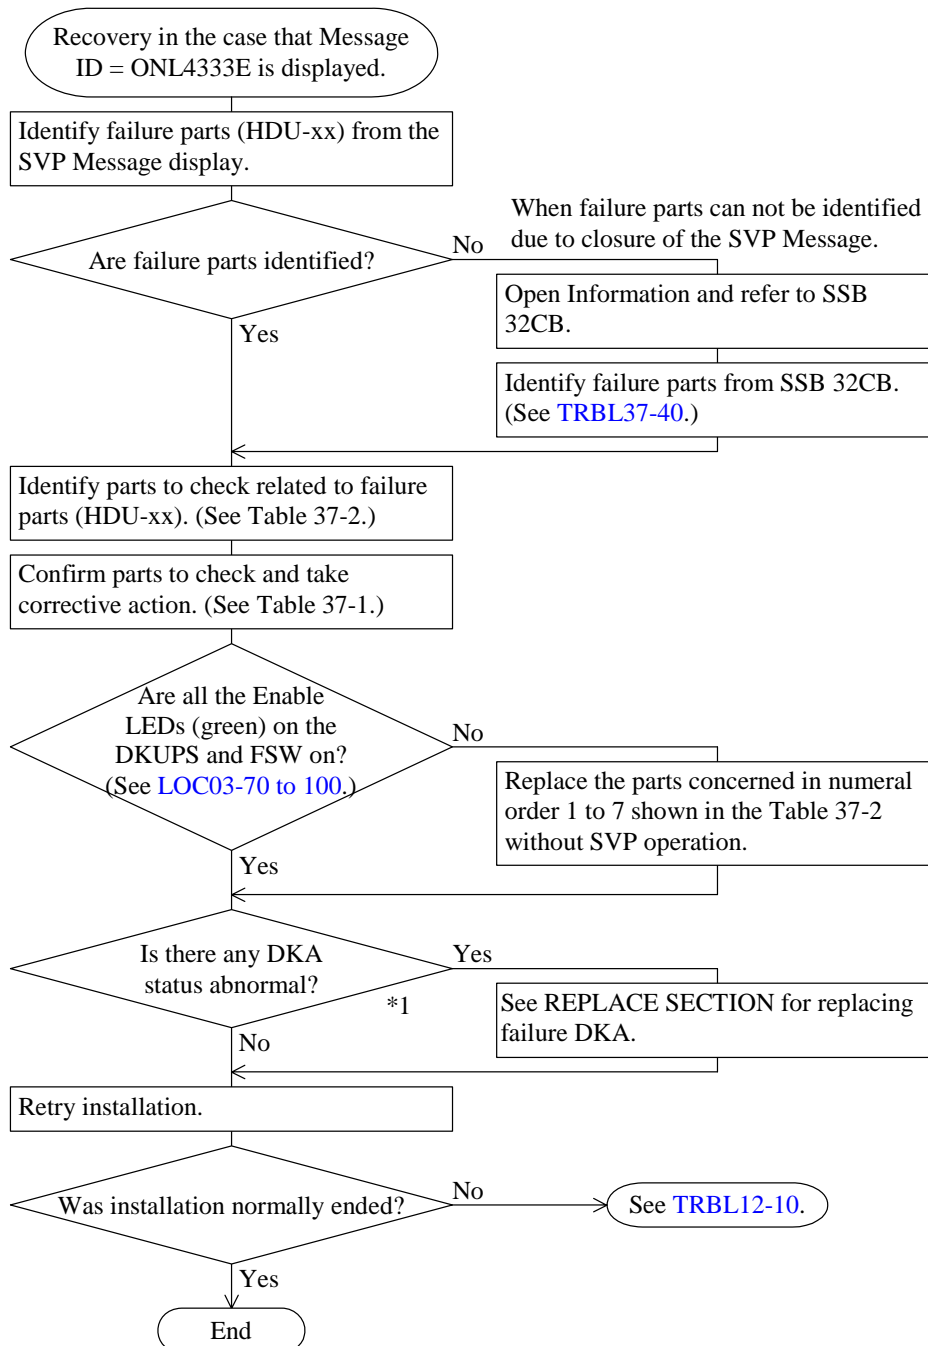 Recovery in the case that Message
ID = ONL4333E is displayed.
Identify failure parts (HDU-xx) from the
SVP Message display.
When failure parts can not be identified
due to closure of the SVP Message.
No
Are failure parts identified?
Yes
Open Information and refer to SSB
32CB.
Identify failure parts from SSB 32CB.
(See TRBL37-40.)
Identify parts to check related to failure
parts (HDU-xx). (See Table 37-2.)
Confirm parts to check and take
corrective action. (See Table 37-1.)
Are all the Enable
LEDs (green) on the
DKUPS and FSW on?
(See LOC03-70 to 100.)
No
Yes
Replace the parts concerned in numeral
order 1 to 7 shown in the Table 37-2
without SVP operation.
Is there any DKA
status abnormal?
*1
Yes
No
See REPLACE SECTION for replacing
failure DKA.
Retry installation.
Was installation normally ended?
No
See TRBL12-10.
Yes
End